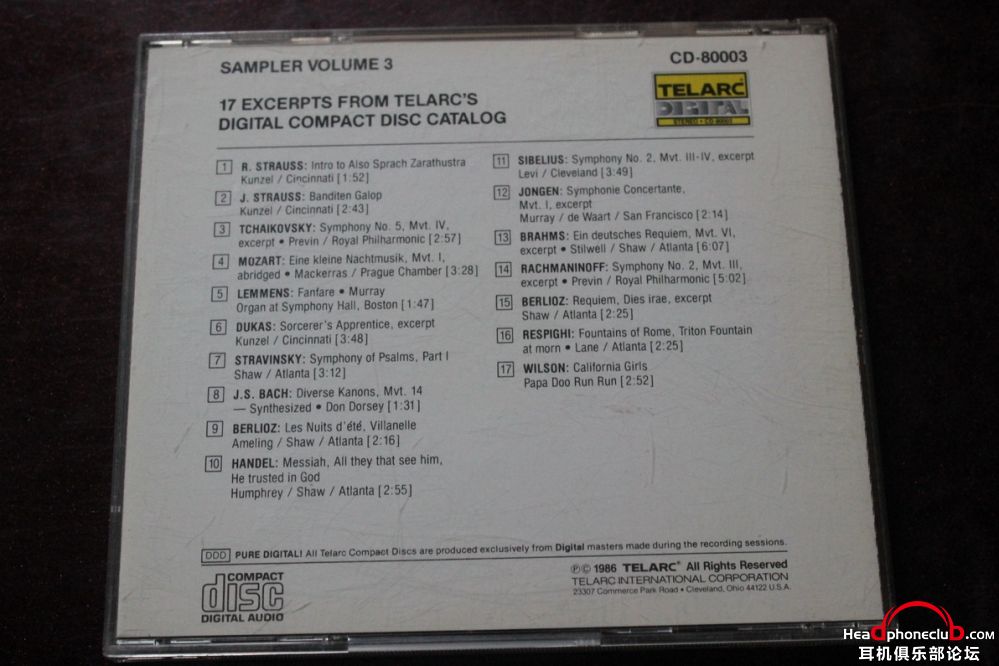 SAMPLER VOLUME 3
CD-80003
TELARC
DIGITAL
STEREO • CD-80003
17 EXCERPTS FROM TELARC'S
DIGITAL COMPACT DISC CATALOG
1 R. STRAUSS: Intro to Also Sprach Zarathustra
Kunzel / Cincinnati [1:52]
2 J. STRAUSS: Banditen Galop
Kunzel / Cincinnati [2:43]
3 TCHAIKOVSKY: Symphony No. 5, Mvt. IV,
excerpt • Previn / Royal Philharmonic [2:57]
4 MOZART: Eine kleine Nachtmusik, Mvt. I,
abridged • Mackerras / Prague Chamber [3:28]
5 LEMMENS: Fanfare • Murray
Organ at Symphony Hall, Boston [1:47]
6 DUKAS: Sorcerer's Apprentice, excerpt
Kunzel / Cincinnati [3:48]
7 STRAVINSKY: Symphony of Psalms, Part I
Shaw / Atlanta [3:12]
8 J.S. BACH: Diverse Kanons, Mvt. 14
— Synthesized • Don Dorsey [1:31]
9 BERLIOZ: Les Nuits d'été, Villanelle
Ameling / Shaw / Atlanta [2:16]
10 HANDEL: Messiah, All they that see him,
He trusted in God
Humphrey / Shaw / Atlanta [2:55]
11 SIBELIUS: Symphony No. 2, Mvt. III-IV, excerpt
Levi / Cleveland [3:49]
12 JONGEN: Symphonie Concertante,
Mvt. I, excerpt
Murray / de Waart / San Francisco [2:14]
13 BRAHMS: Ein deutsches Requiem, Mvt. VI,
excerpt • Stilwell / Shaw / Atlanta [6:07]
14 RACHMANINOFF: Symphony No. 2, Mvt. III,
excerpt • Previn / Royal Philharmonic [5:02]
15 BERLIOZ: Requiem, Dies irae, excerpt
Shaw / Atlanta [2:25]
16 RESPIGHI: Fountains of Rome, Triton Fountain
at morn • Lane / Atlanta [2:25]
17 WILSON: California Girls
Papa Doo Run Run [2:52]
DDD PURE DIGITAL! All Telarc Compact Discs are produced exclusively from Digital masters made during the recording sessions.
COMPACT
disc
DIGITAL AUDIO
℗© 1986 TELARC® All Rights Reserved
TELARC INTERNATIONAL CORPORATION
23307 Commerce Park Road • Cleveland, Ohio 44122 U.S.A.
Headphoneclub.com
耳机俱乐部论坛